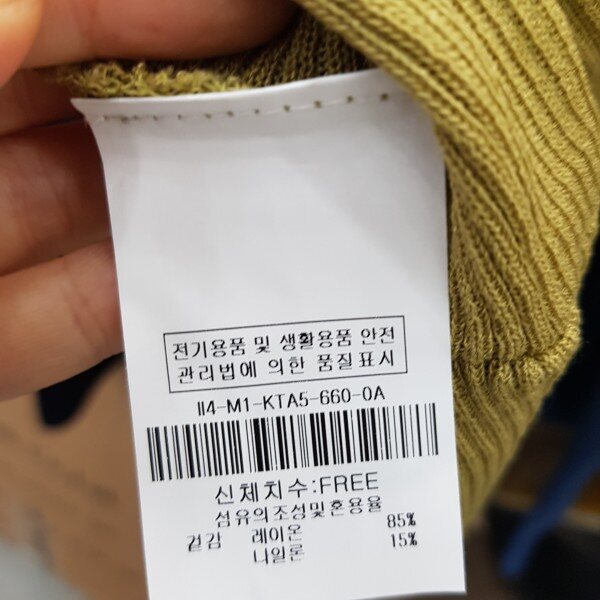 전기용품 및 생활용품 안전
관리법에 의한 품질표시
II4-M1-KTA5-660-0A
신체치수:FREE
섬유의조성및혼용율
겉감 레이온 85%
나일론 15%